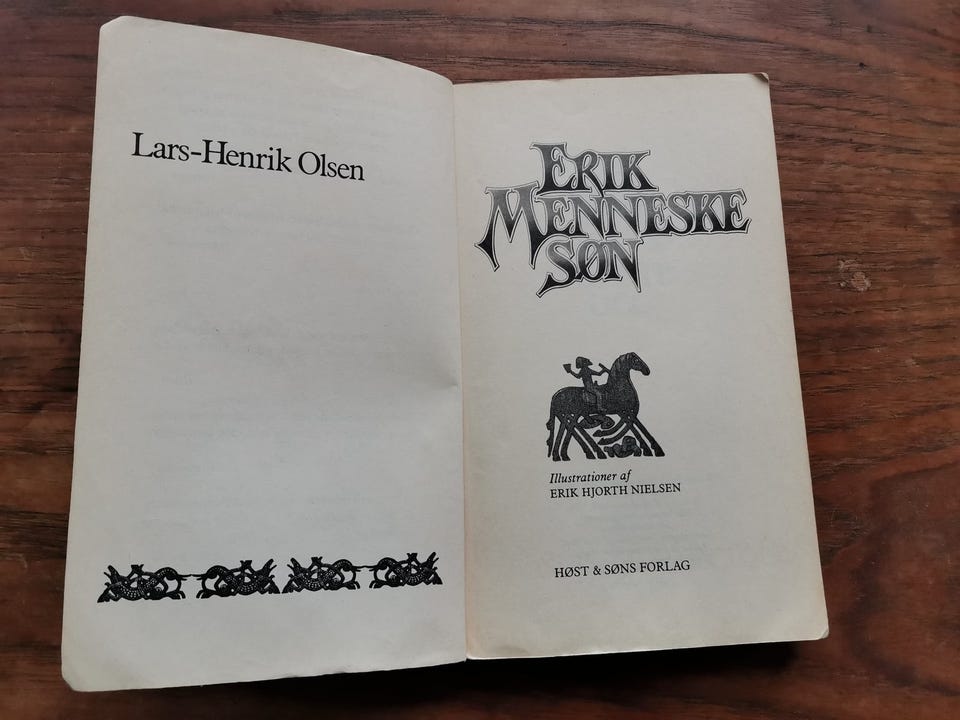 Lars-Henrik Olsen
ERIK
MENNESKE
SØN
Illustrationer af
ERIK HJORTH NIELSEN
HØST & SØNS FORLAG